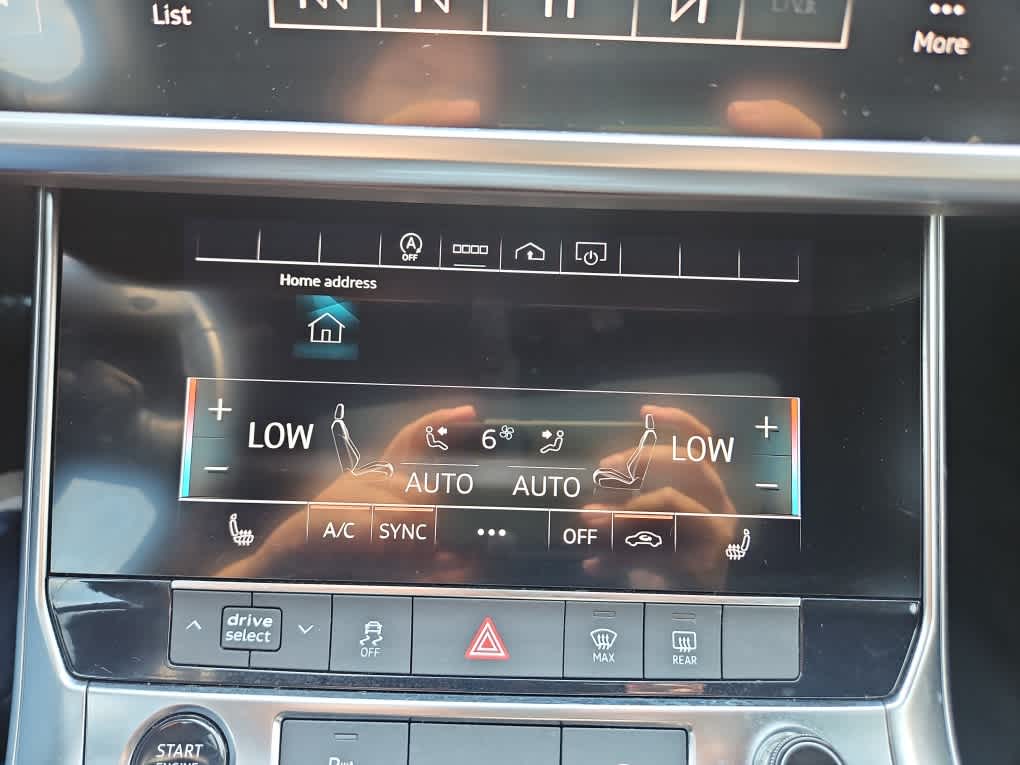 List
More
A
OFF
Home address
+ LOW 6 LOW +
- AUTO AUTO -
A/C SYNC ... OFF
drive
select
OFF
MAX
REAR
START